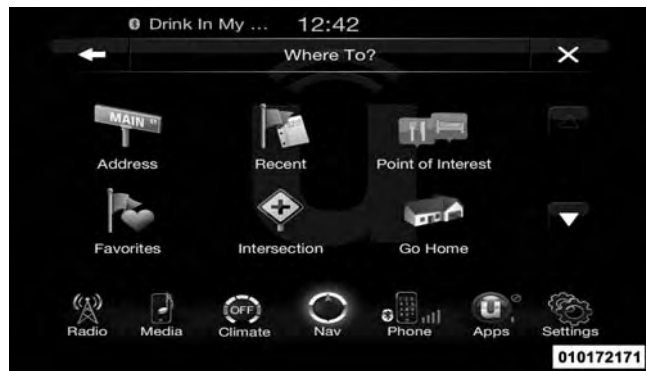 Drink In My ... 12:42
Where To?
MAIN ST
Address Recent Point of Interest
Favorites Intersection Go Home
OFF
Radio Media Climate Nav Phone Apps Settings
010172171